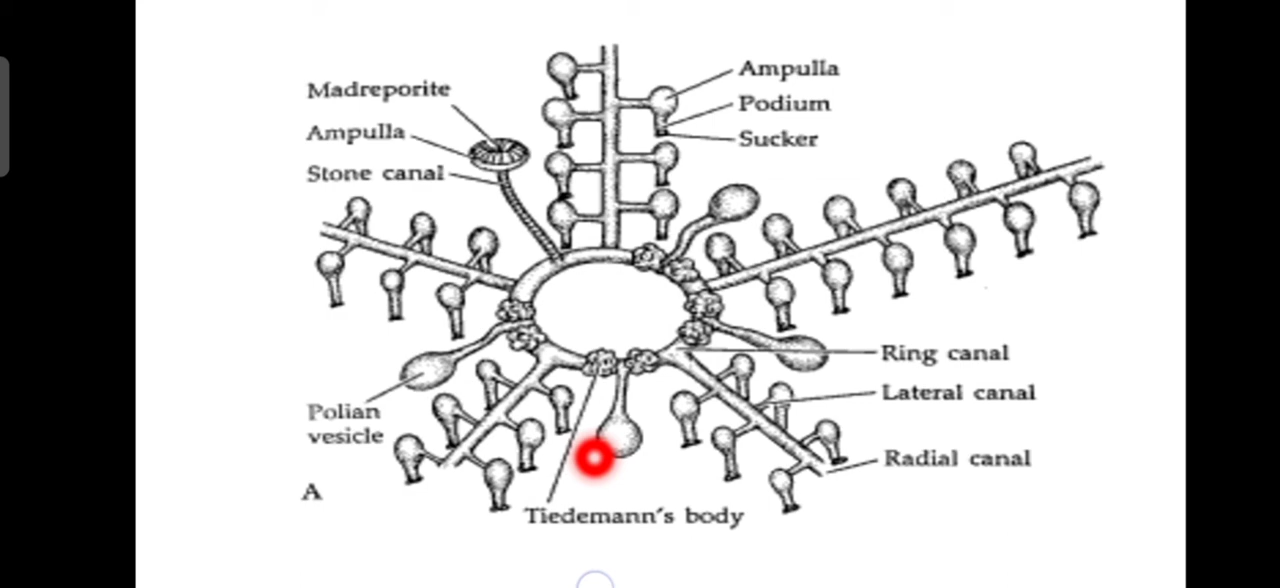 Madreporite
Ampulla
Stone canal
Ampulla
Podium
Sucker
Ring canal
Lateral canal
Radial canal
Polian
vesicle
A
Tiedemann's body